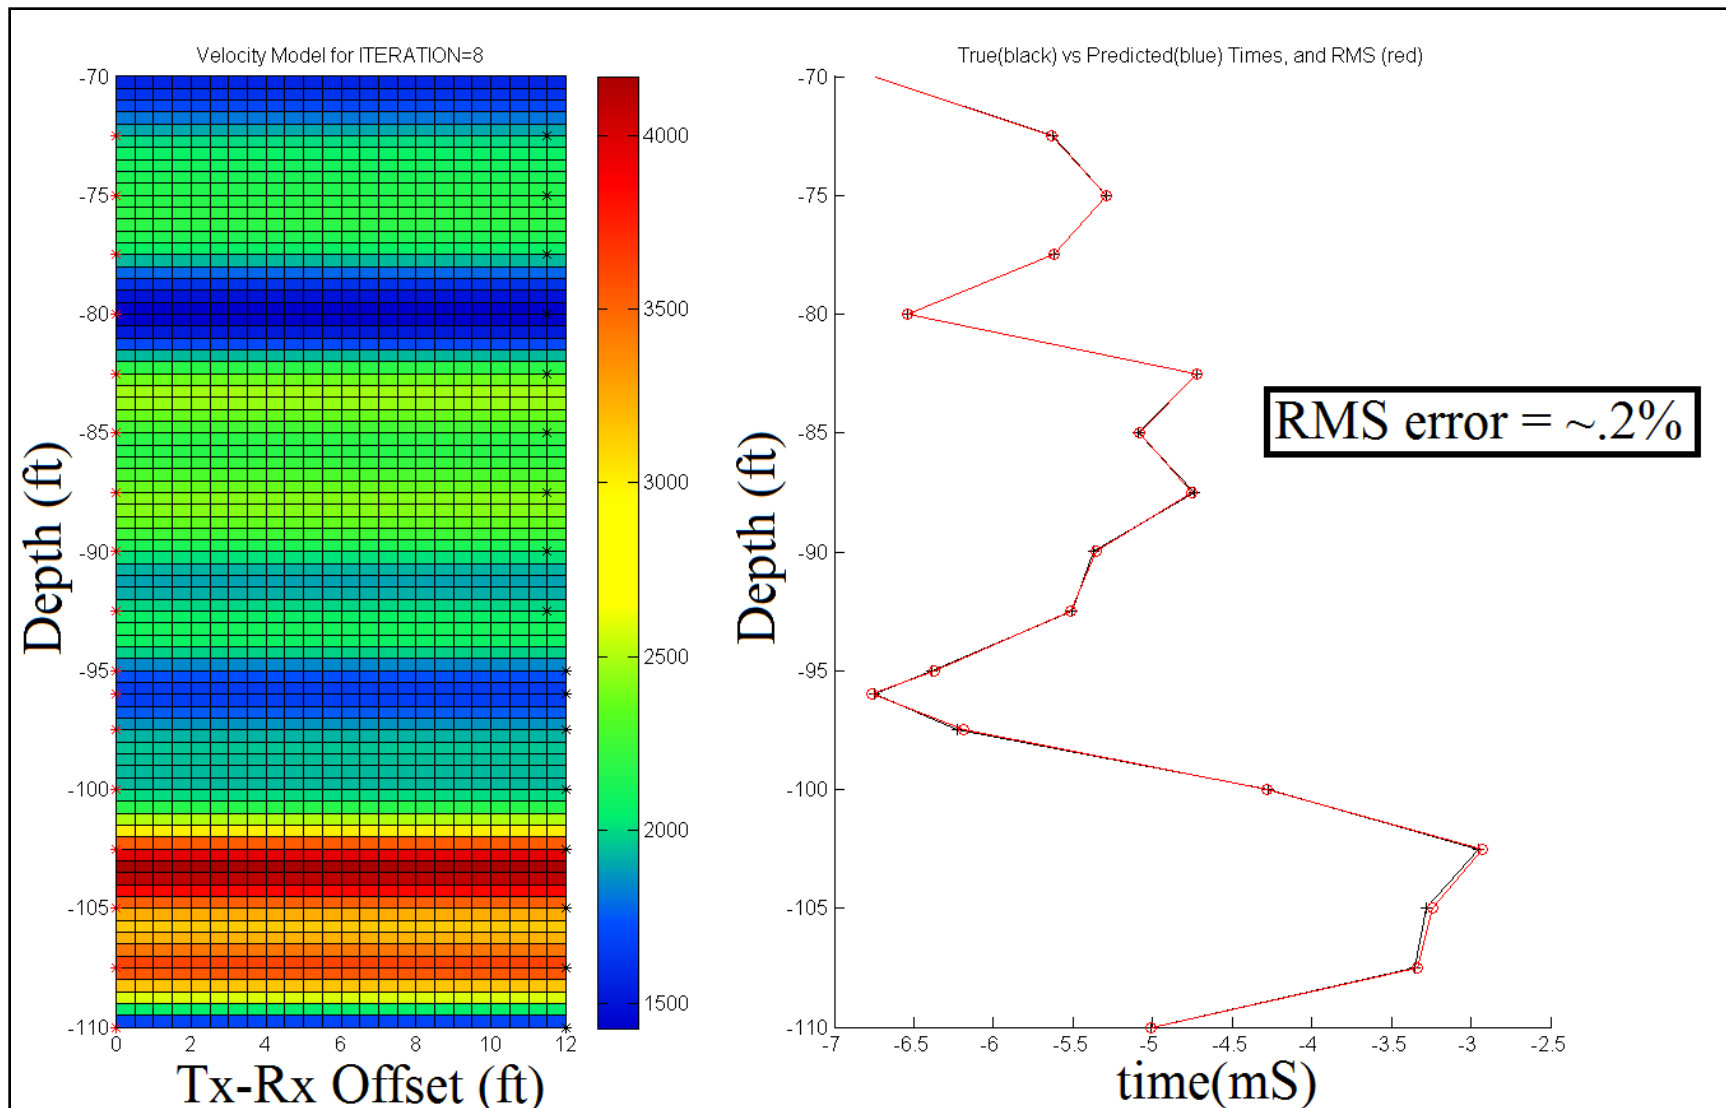 Velocity Model for ITERATION=8
-70
-75
-80
-85
-90
-95
-100
-105
-110
0 2 4 6 8 10 12
Depth (ft)
Tx-Rx Offset (ft)
4000
3500
3000
2500
2000
1500
True(black) vs Predicted(blue) Times, and RMS (red)
-70
-75
-80
-85
-90
-95
-100
-105
-110
-7 -6.5 -6 -5.5 -5 -4.5 -4 -3.5 -3 -2.5
Depth (ft)
time(mS)
RMS error = ~.2%